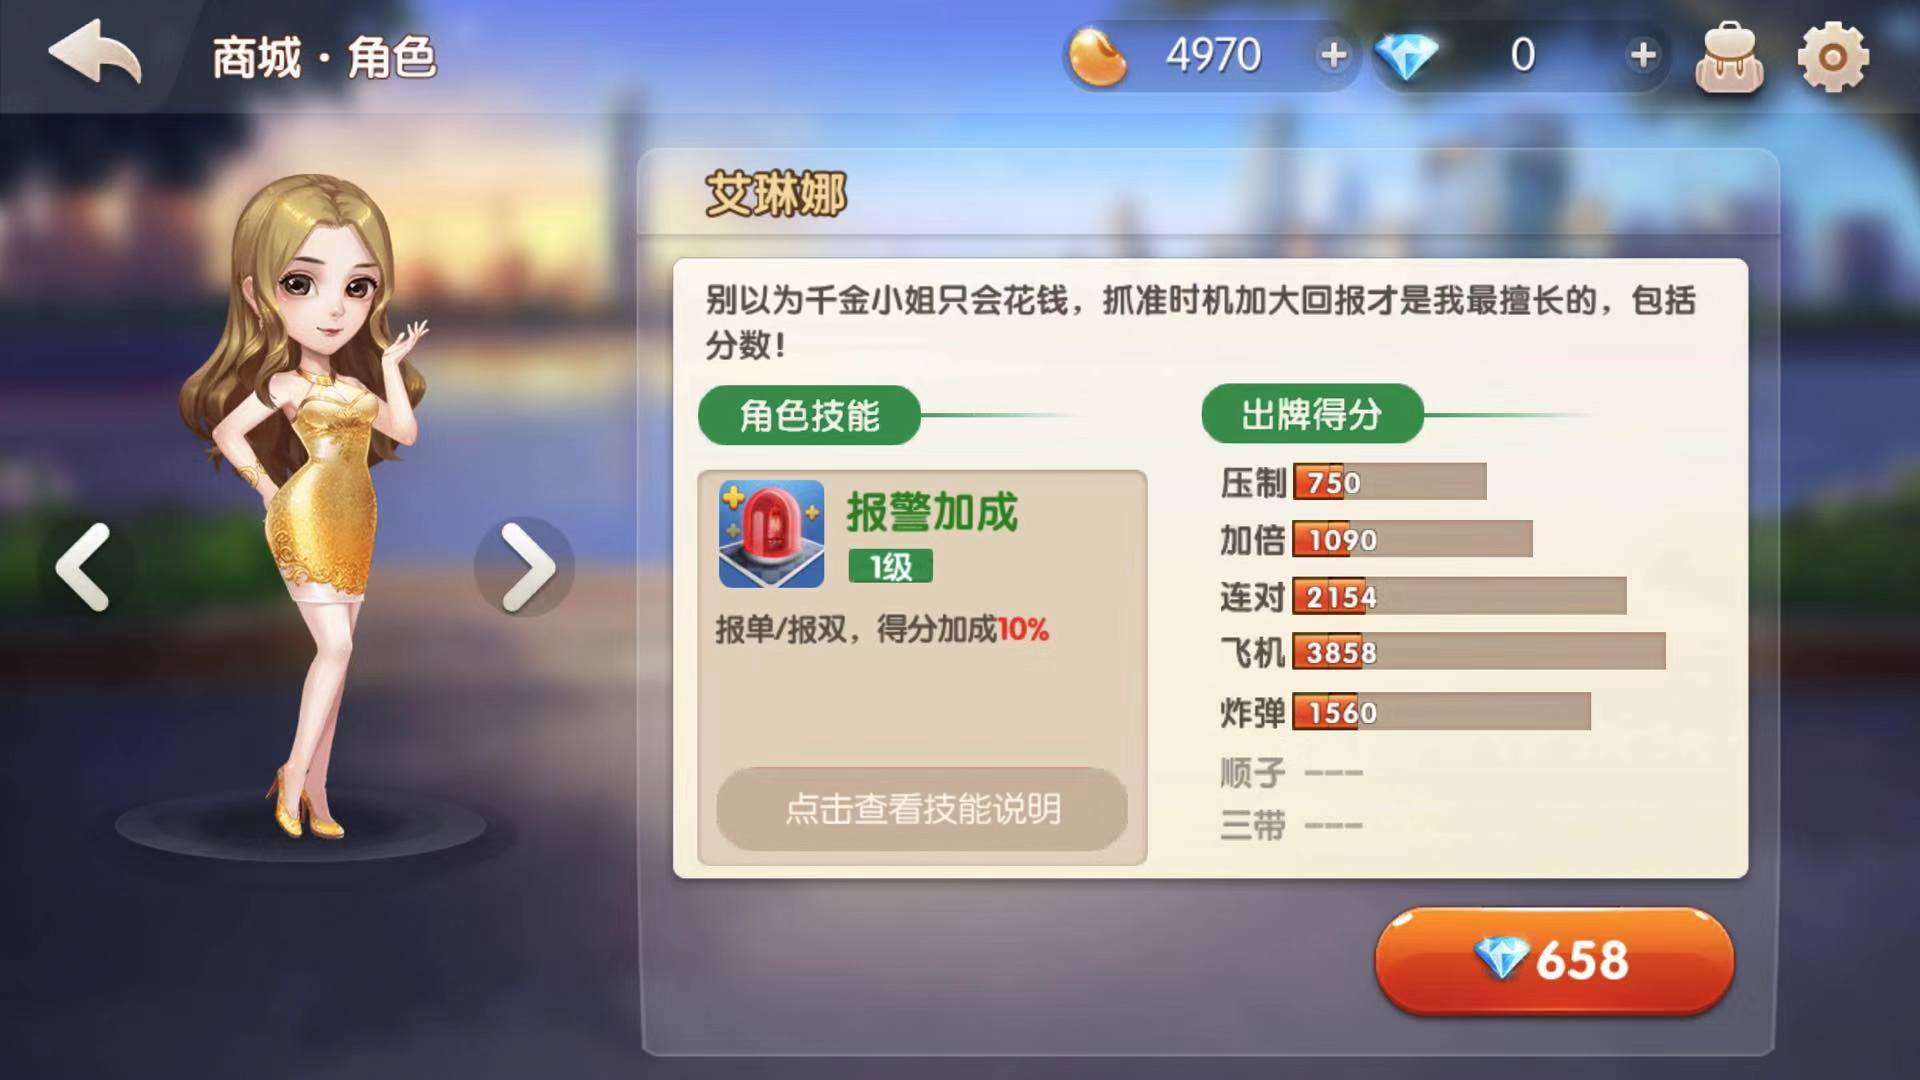 商城·角色
4970
0
艾琳娜
别以为千金小姐只会花钱，抓准时机加大回报才是我最擅长的，包括
分数！
角色技能
报警加成
1级
报单/报双，得分加成10%
点击查看技能说明
出牌得分
压制 750
加倍 1090
连对 2154
飞机 3858
炸弹 1560
顺子 ---
三带 ---
658